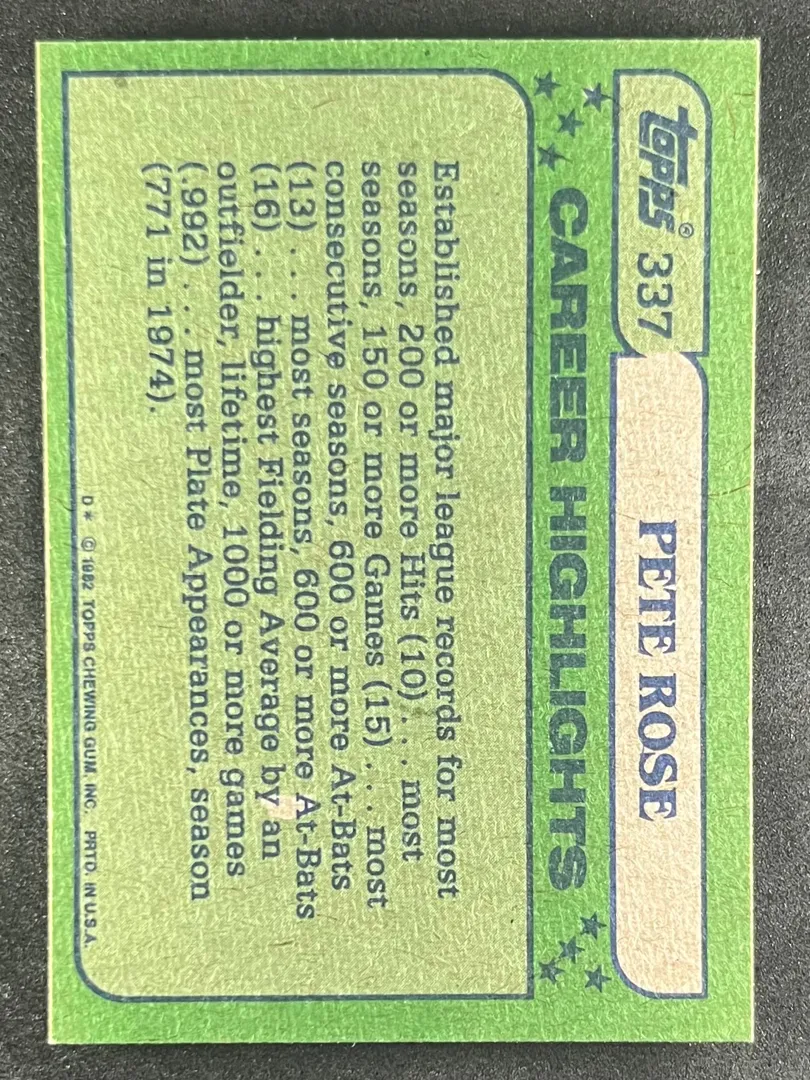 Topps® 337 PETE ROSE
CAREER HIGHLIGHTS
Established major league records for most
seasons, 200 or more Hits (10) . . . most
seasons, 150 or more Games (15) . . . most
consecutive seasons, 600 or more At-Bats
(13) . . . most seasons, 600 or more At-Bats
(16) . . . highest Fielding Average by an
outfielder, lifetime, 1000 or more games
(.992) . . . most Plate Appearances, season
(771 in 1974).
D* © 1982 TOPPS CHEWING GUM, INC. PRTD. IN U.S.A.